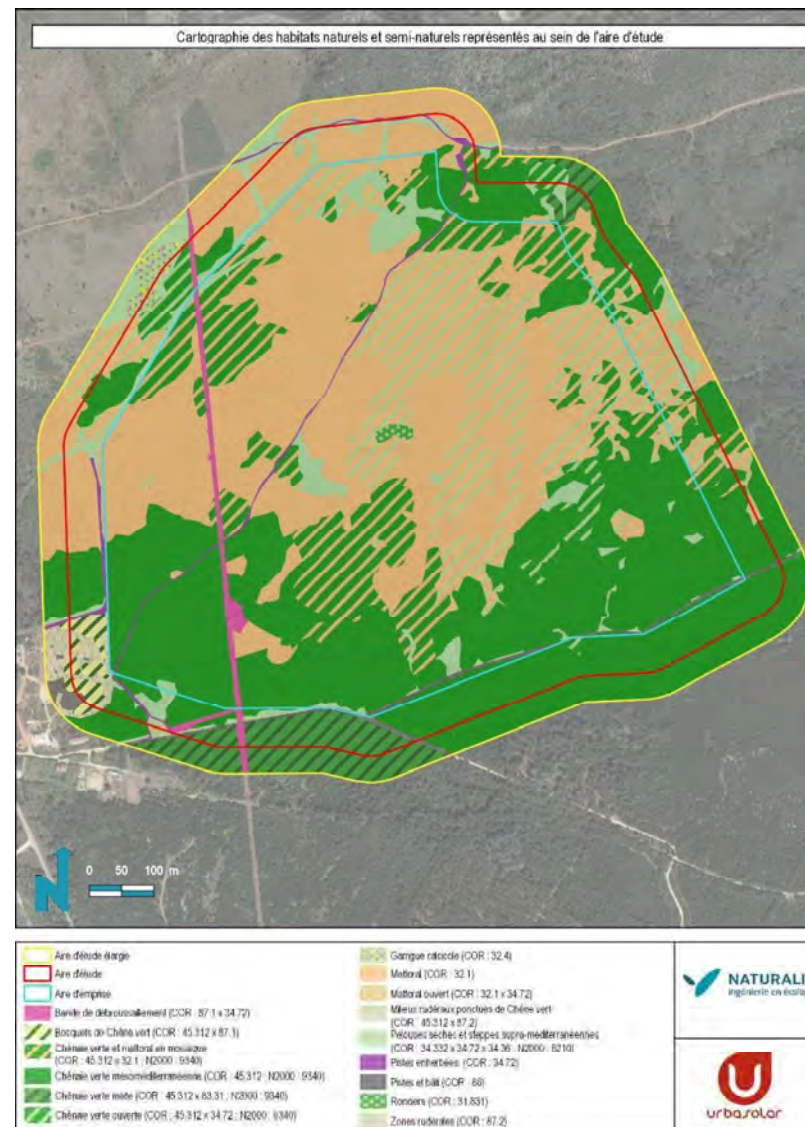 Cartographie des habitats naturels et semi-naturels représentés au sein de l'aire d'étude
N
0 50 100 m
Aire d'étude élargie
Aire d'étude
Aire d'emprise
Bande de débroussaillement (COR : 87.1 x 34.72)
Bocquets de Chêne vert (COR : 45.312 x 87.1)
Chênaie verte et mattoral en mosaïque
(COR : 45.312 x 32.1 ; N2000 : 9340)
Chênaie verte mésoméditerranéenne (COR : 45.312 ; N2000 : 9340)
Chênaie verte mixte (COR : 45.312 x 83.31 ; N2000 : 9340)
Chênaie verte ouverte (COR : 45.312 x 34.72 ; N2000 : 9340)
Garrigue calcicole (COR : 32.4)
Mattoral (COR : 32.1)
Mattoral ouvert (COR : 32.1 x 34.72)
Milieux rudéraux ponctués de Chêne vert
(COR : 45.312 x 87.2)
Pelouses sèches et steppes supra-méditerranéennes
(COR : 34.332 x 34.72 x 34.36 ; N2000 : 6210)
Pistes enherbées (COR : 34.72)
Pistes et bâti (COR : 86)
Ronciers (COR : 31.831)
Zones rudérales (COR : 87.2)
NATURALI
Ingénierie en écolo
urbasolar